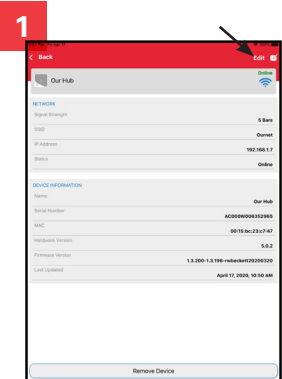 1
Back
Edit
Our Hub
Online
NETWORK
Signal Strength
5 Bars
SSID
Ournet
IP Address
192.168.1.7
Status
Online
DEVICE INFORMATION
Name
Our Hub
Serial Number
AC000W008352985
MAC
00:15:bc:23:c7:47
Hardware Version
5.0.2
Firmware Version
1.3.200-1.3.196-rwbeckett20200320
Last Updated
April 17, 2020, 10:50 AM
Remove Device